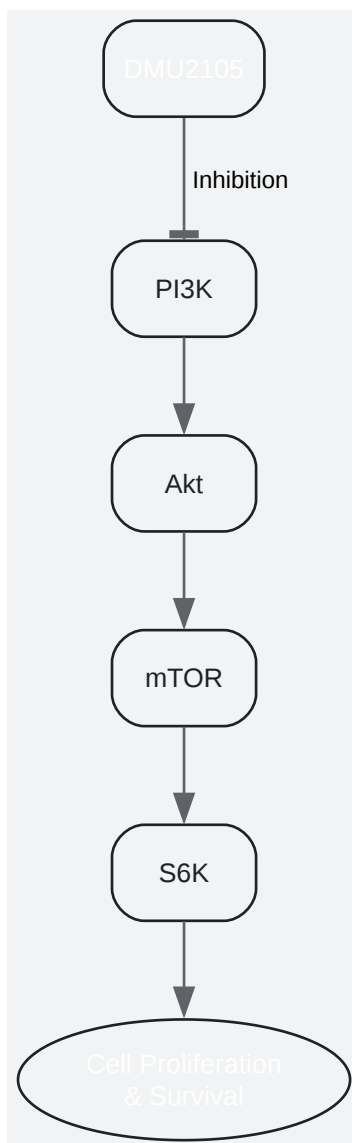 DMU2105
Inhibition
PI3K
Akt
mTOR
S6K
Cell Proliferation
& Survival